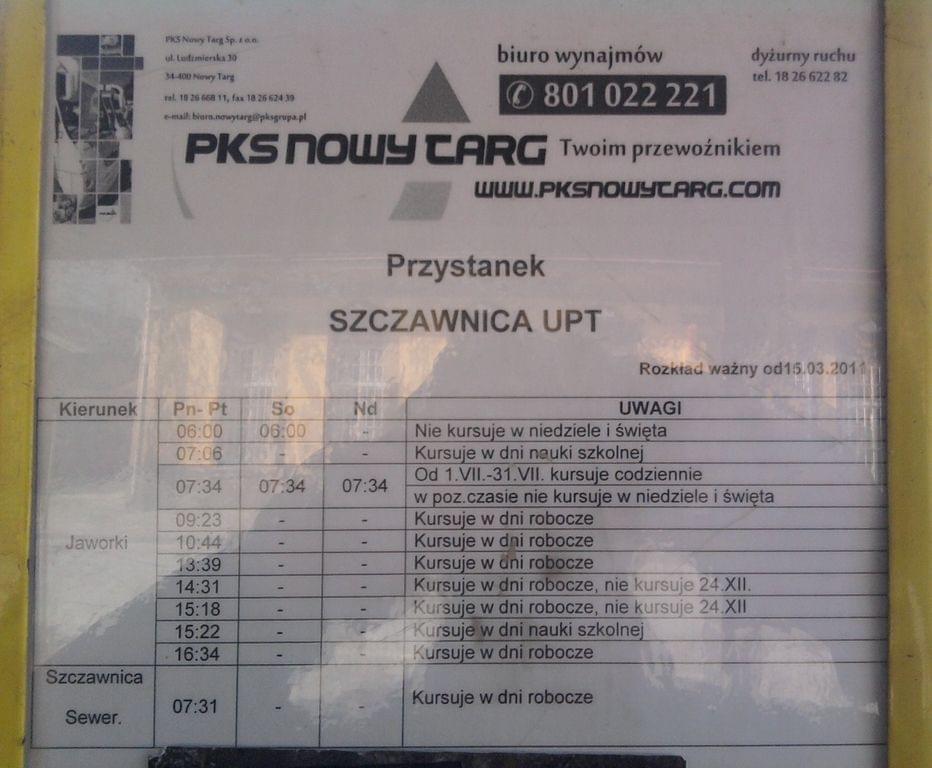 PKS Nowy Targ Sp. z o.o.
ul. Ludźmierska 30
34-400 Nowy Targ
tel. 18 26 668 11, fax 18 26 624 39
e-mail: biuro.nowytarg@pksgrupa.pl
biuro wynajmów
801 022 221
dyżurny ruchu
tel. 18 26 622 82
PKS NOWY TARG Twoim przewoźnikiem
www.pksnowytarg.com
Przystanek
SZCZAWNICA UPT
Rozkład ważny od15.03.2011
Kierunek Pn- Pt So Nd UWAGI
Jaworki
06:00 06:00 - Nie kursuje w niedziele i święta
07:06 - - Kursuje w dni nauki szkolnej
07:34 07:34 07:34 Od 1.VII.-31.VII. kursuje codziennie
w poz.czasie nie kursuje w niedziele i święta
09:23 - - Kursuje w dni robocze
10:44 - - Kursuje w dni robocze
13:39 - - Kursuje w dni robocze
14:31 - - Kursuje w dni robocze, nie kursuje 24.XII.
15:18 - - Kursuje w dni robocze, nie kursuje 24.XII
15:22 - - Kursuje w dni nauki szkolnej
16:34 - - Kursuje w dni robocze
Szczawnica
Sewer.
07:31 - - Kursuje w dni robocze